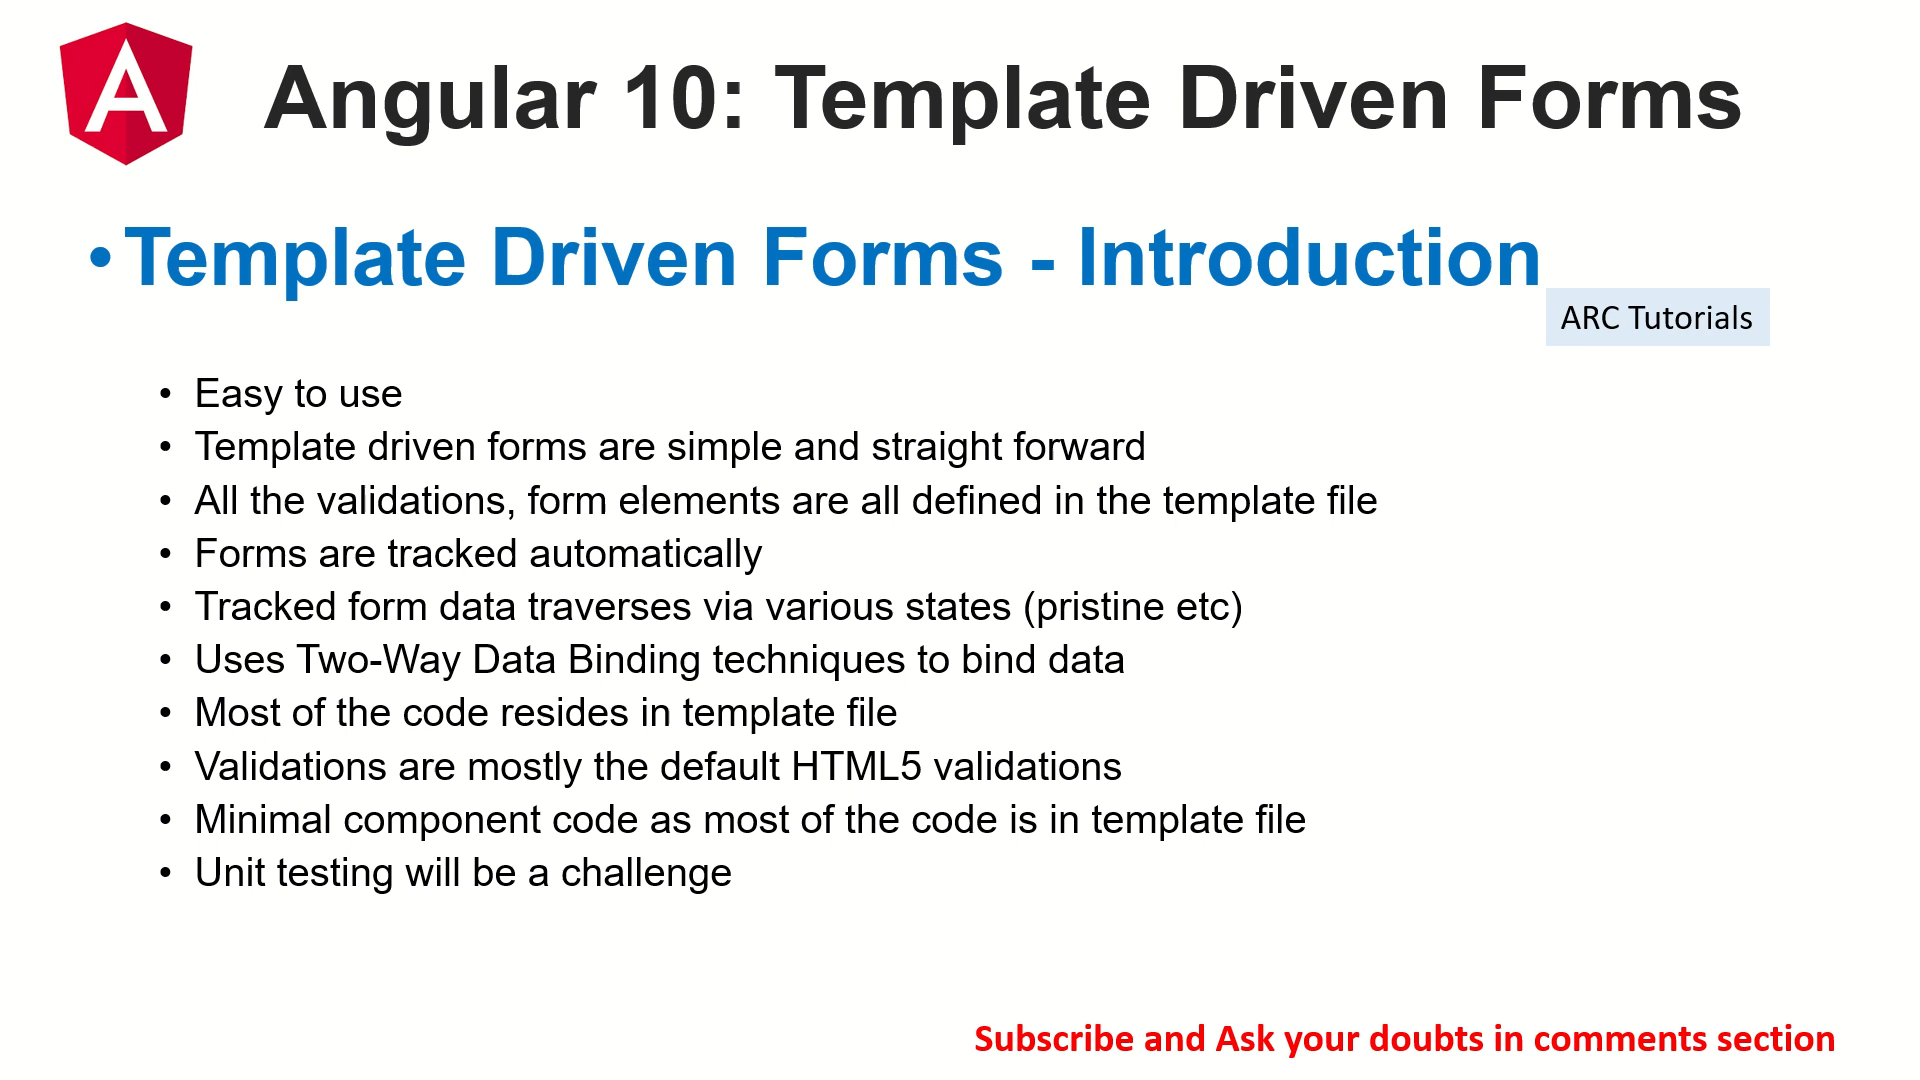 Angular 10: Template Driven Forms
• Template Driven Forms - Introduction
ARC Tutorials
• Easy to use
• Template driven forms are simple and straight forward
• All the validations, form elements are all defined in the template file
• Forms are tracked automatically
• Tracked form data traverses via various states (pristine etc)
• Uses Two-Way Data Binding techniques to bind data
• Most of the code resides in template file
• Validations are mostly the default HTML5 validations
• Minimal component code as most of the code is in template file
• Unit testing will be a challenge
Subscribe and Ask your doubts in comments section